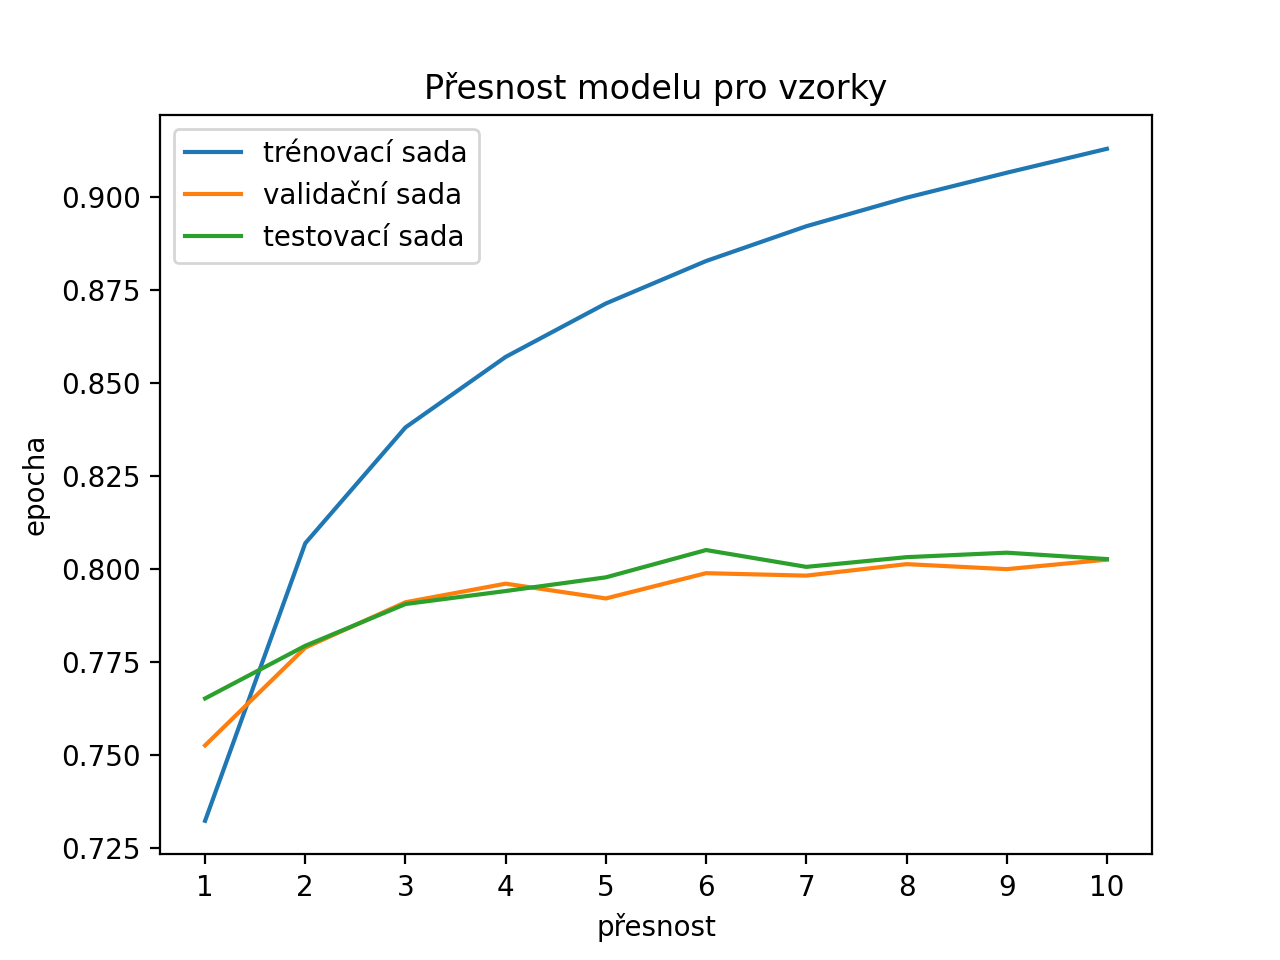 Přesnost modelu pro vzorky
trénovací sada
validační sada
testovací sada
0.900
0.875
0.850
0.825
0.800
0.775
0.750
0.725
epocha
1 2 3 4 5 6 7 8 9 10
přesnost